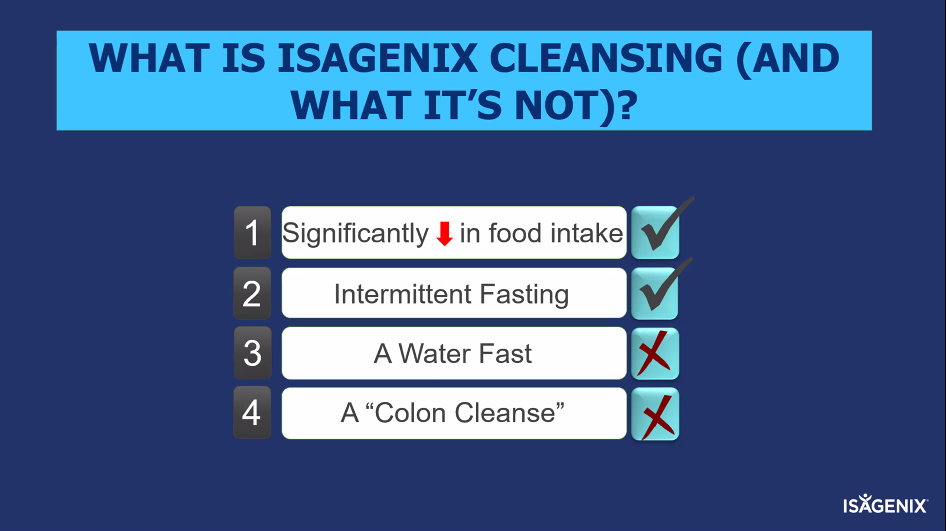 WHAT IS ISAGENIX CLEANSING (AND
WHAT IT’S NOT)?
1 Significantly in food intake
2 Intermittent Fasting
3 A Water Fast
4 A “Colon Cleanse”
ISAGENIX